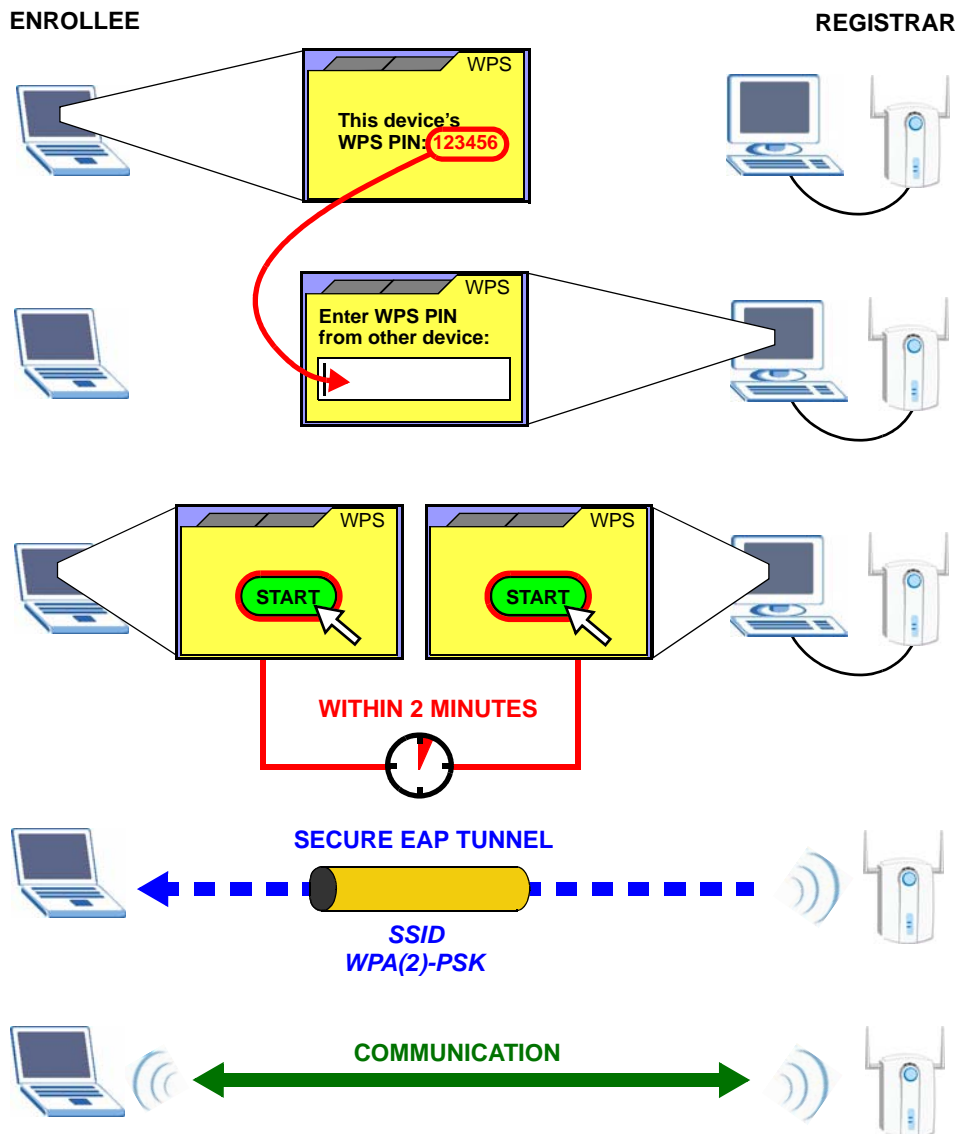 ENROLLEE
REGISTRAR
WPS
This device's
WPS PIN: 123456
WPS
Enter WPS PIN
from other device:
WPS
WPS
START
START
WITHIN 2 MINUTES
SECURE EAP TUNNEL
SSID
WPA(2)-PSK
COMMUNICATION